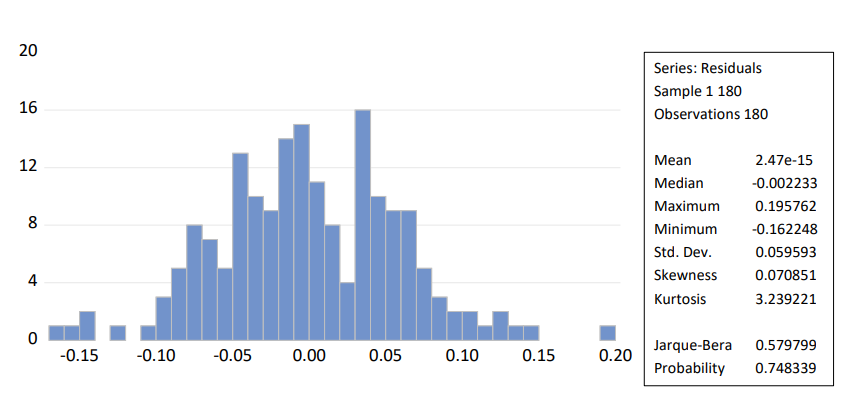 20
16
12
8
4
0
-0.15 -0.10 -0.05 0.00 0.05 0.10 0.15 0.20
Series: Residuals
Sample 1 180
Observations 180
Mean 2.47e-15
Median -0.002233
Maximum 0.195762
Minimum -0.162248
Std. Dev. 0.059593
Skewness 0.070851
Kurtosis 3.239221
Jarque-Bera 0.579799
Probability 0.748339